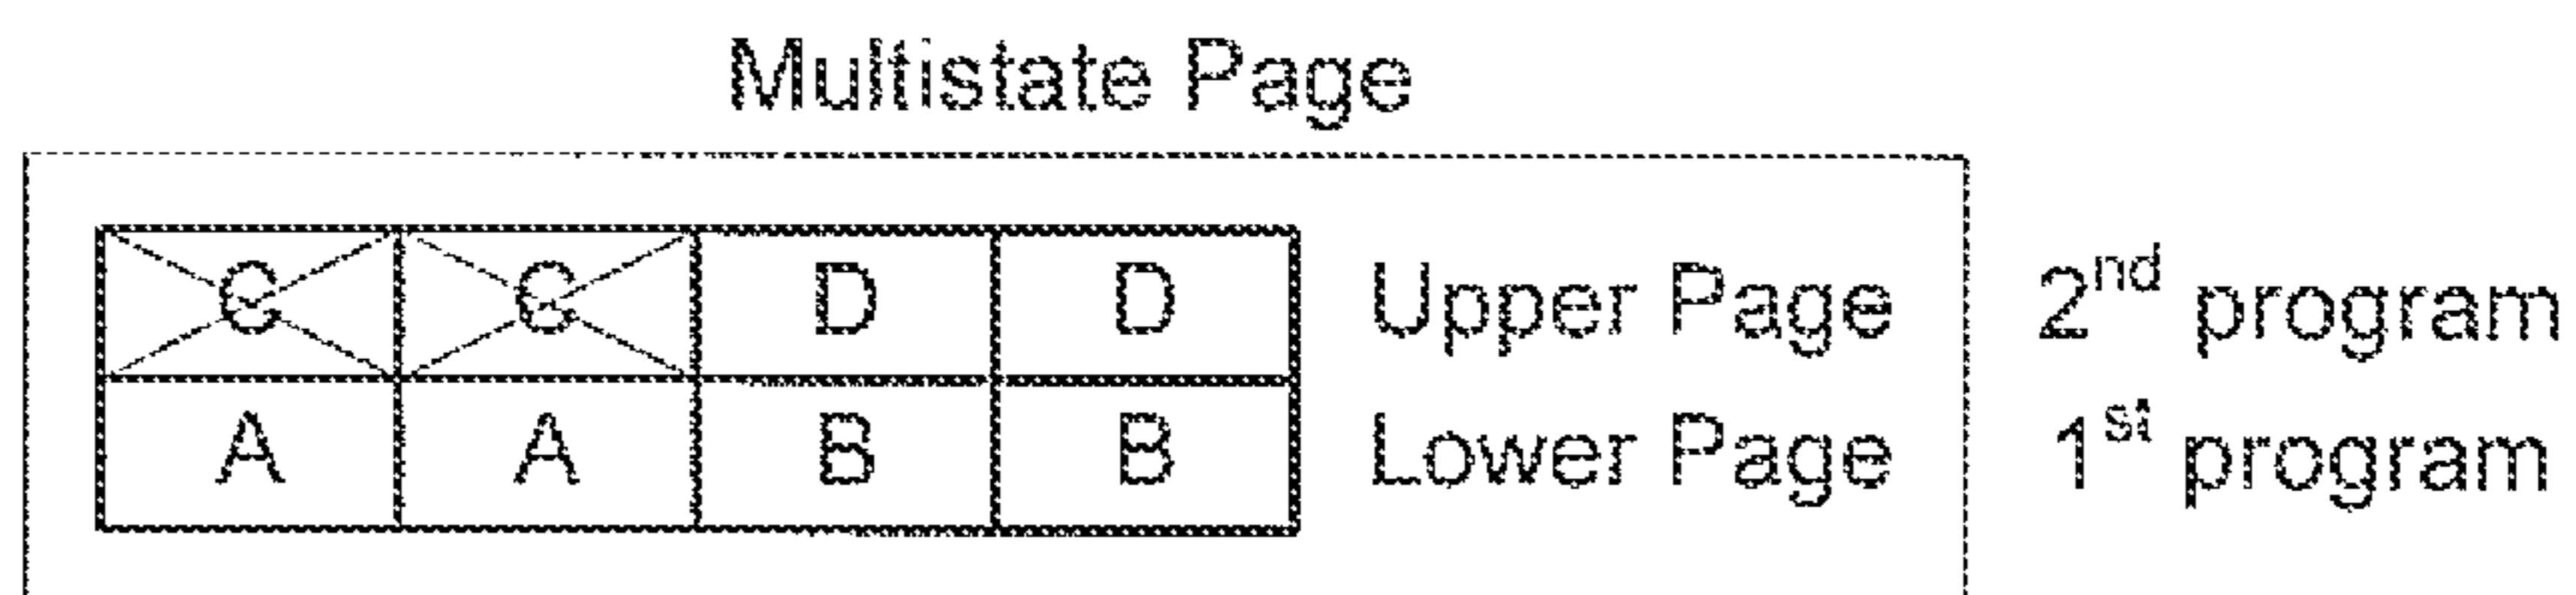 Multistate Page
C C D D Upper Page 2nd program
A A B B Lower Page 1st program